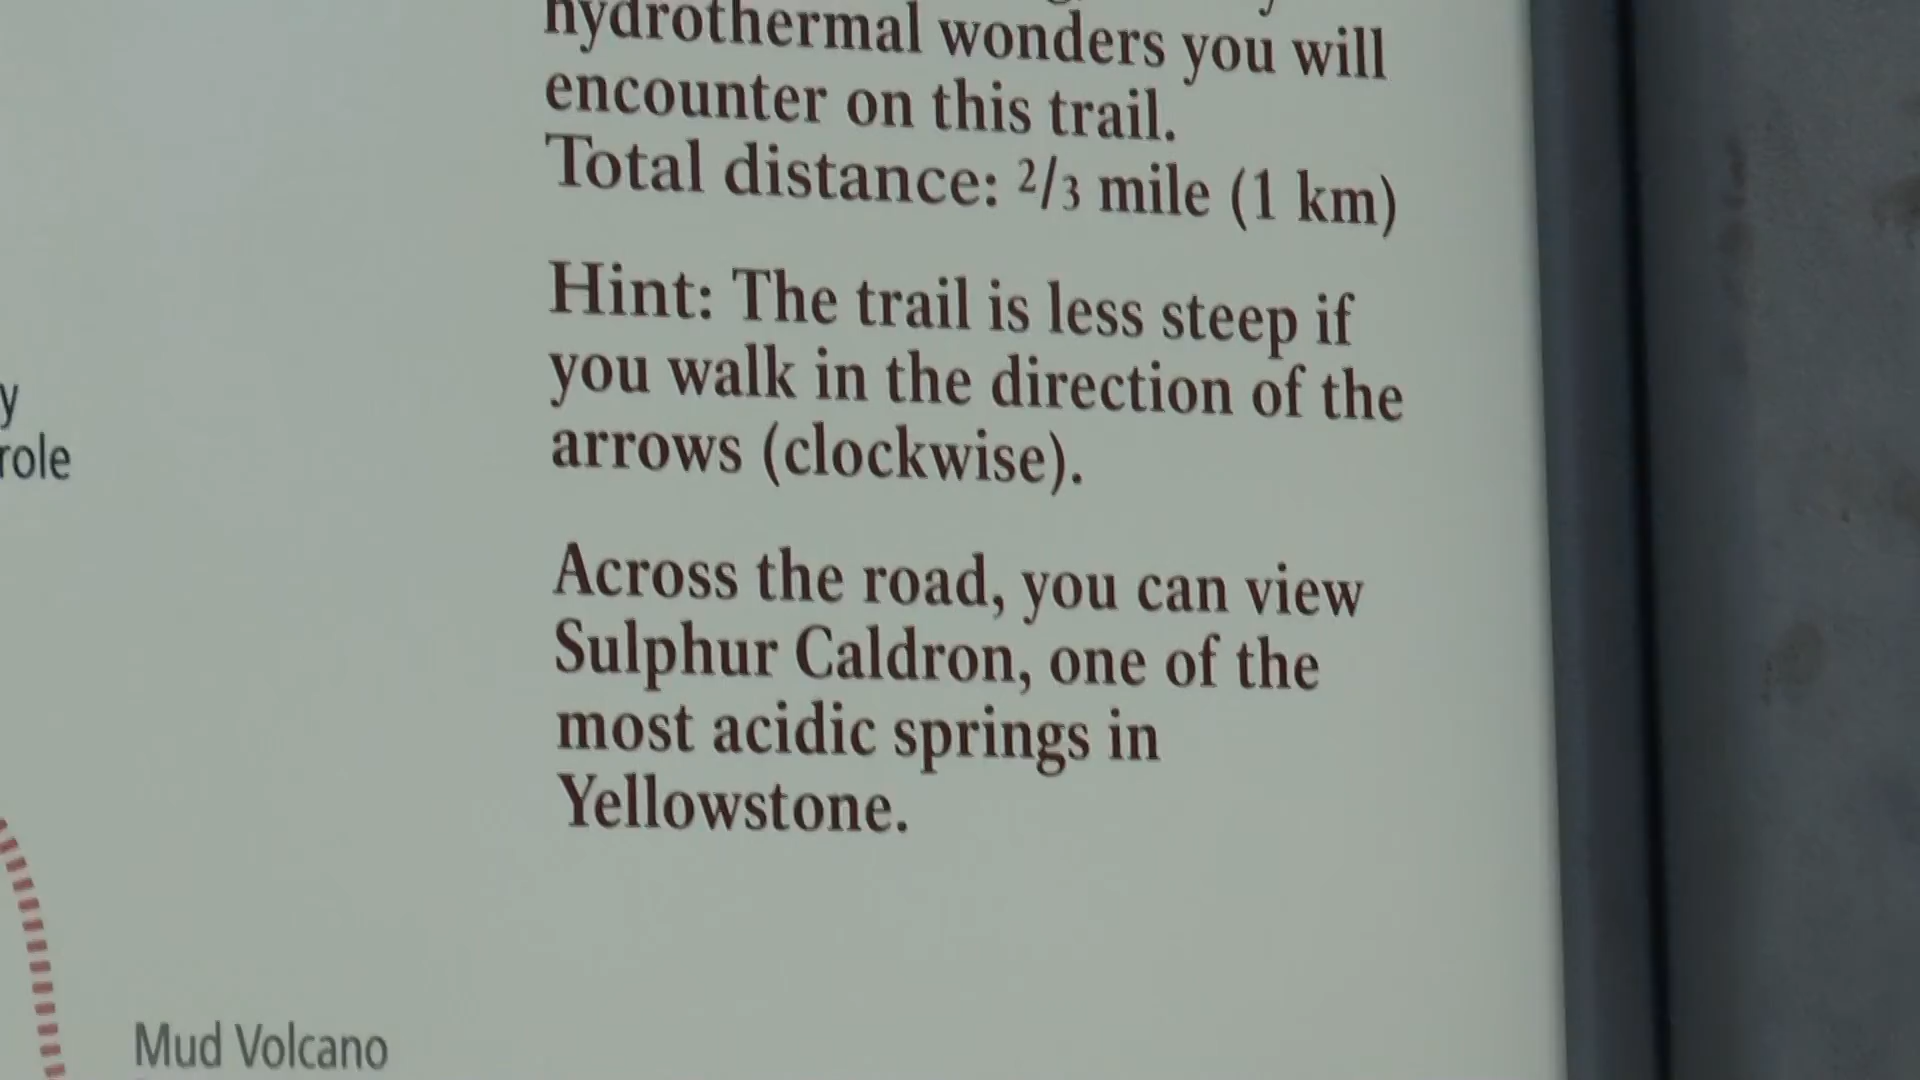 hydrothermal wonders you will
encounter on this trail.
Total distance: 2/3 mile (1 km)
Hint: The trail is less steep if
you walk in the direction of the
arrows (clockwise).
Across the road, you can view
Sulphur Caldron, one of the
most acidic springs in
Yellowstone.
y
role
Mud Volcano